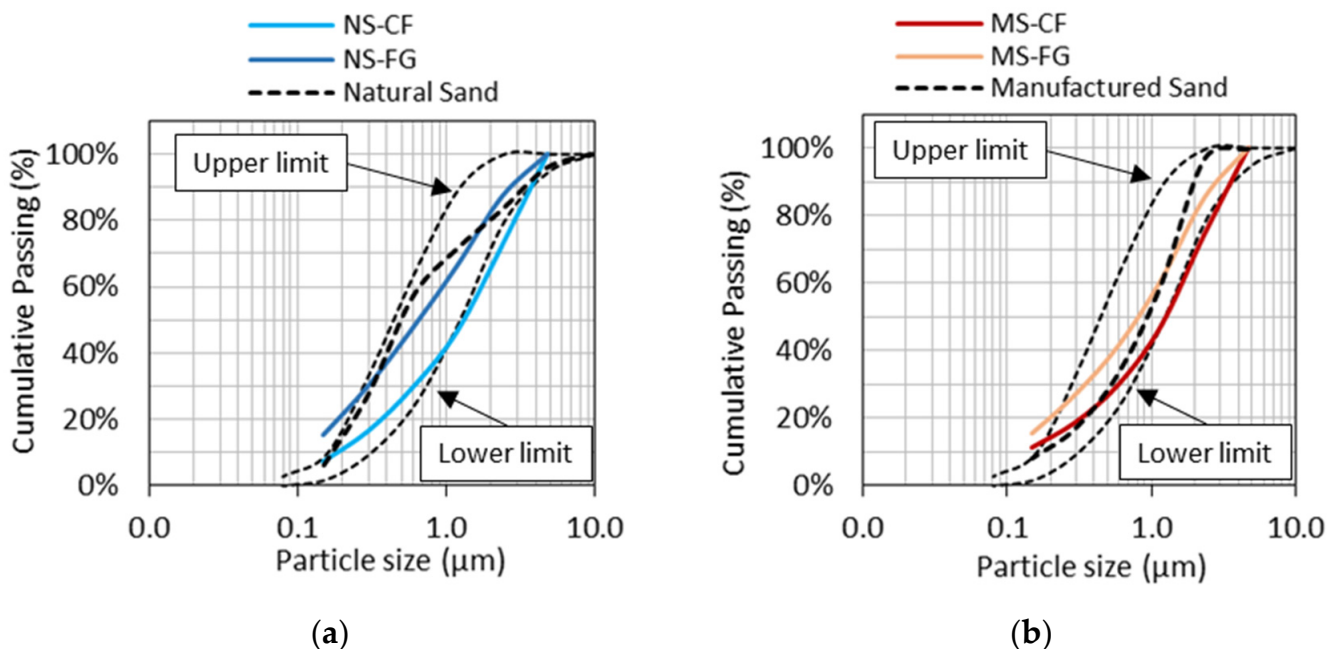 NS-CF
NS-FG
Natural Sand
Upper limit
Lower limit
Cumulative Passing (%)
100%
80%
60%
40%
20%
0%
0.0 0.1 1.0 10.0
Particle size (µm)
(a)
MS-CF
MS-FG
Manufactured Sand
Upper limit
Lower limit
Cumulative Passing (%)
100%
80%
60%
40%
20%
0%
0.0 0.1 1.0 10.0
Particle size (µm)
(b)